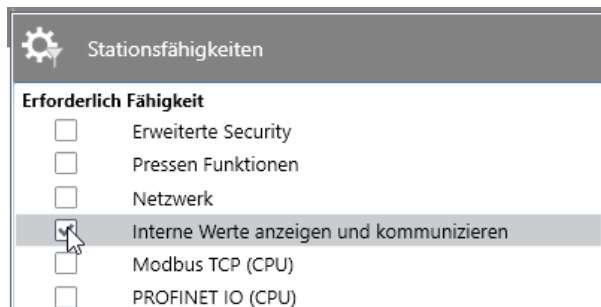 Stationsfähigkeiten
Erforderlich Fähigkeit
Erweiterte Security
Pressen Funktionen
Netzwerk
Interne Werte anzeigen und kommunizieren
Modbus TCP (CPU)
PROFINET IO (CPU)